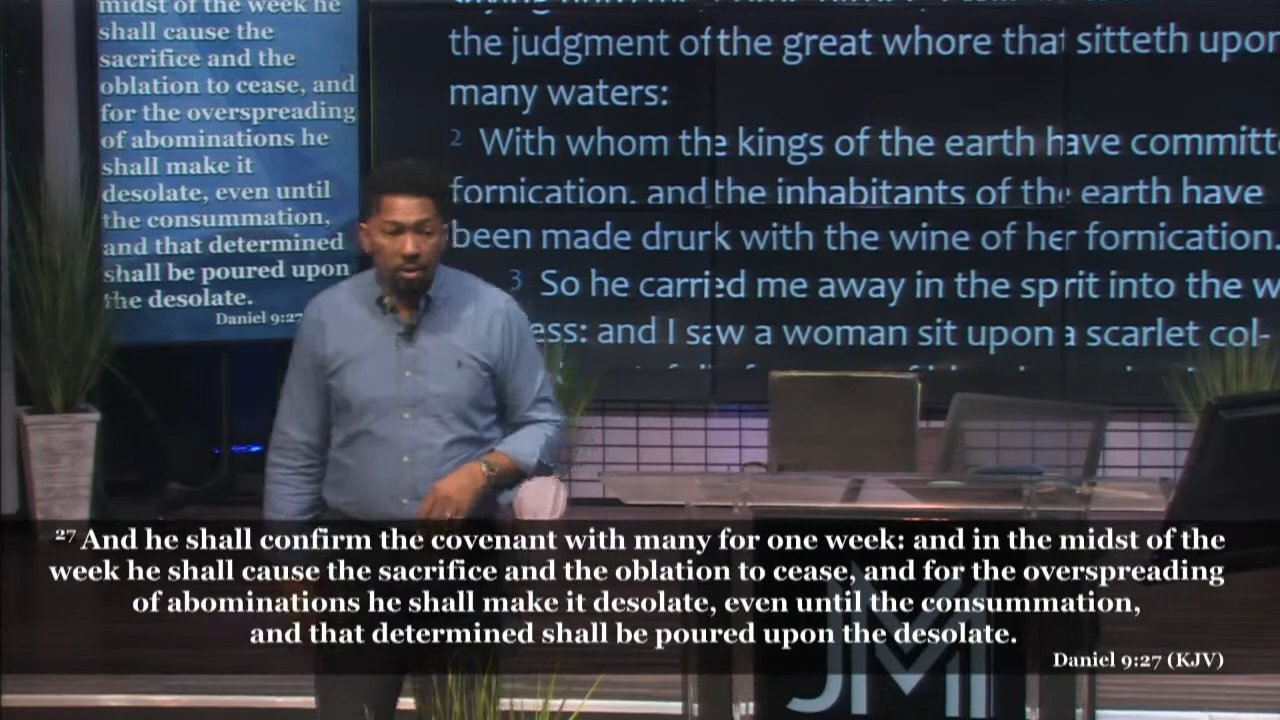 midst of the week he
shall cause the
sacrifice and the
oblation to cease, and
for the overspreading
of abominations he
shall make it
desolate, even until
the consummation,
and that determined
shall be poured upon
the desolate.
Daniel 9:27
the judgment of the great whore that sitteth upon
many waters:
2 With whom the kings of the earth have committ
fornication. and the inhabitants of the earth have
been made drunk with the wine of her fornication.
3 So he carried me away in the spirit into the w
ess: and I saw a woman sit upon a scarlet col-
27 And he shall confirm the covenant with many for one week: and in the midst of the
week he shall cause the sacrifice and the oblation to cease, and for the overspreading
of abominations he shall make it desolate, even until the consummation,
and that determined shall be poured upon the desolate.
Daniel 9:27 (KJV)
JM